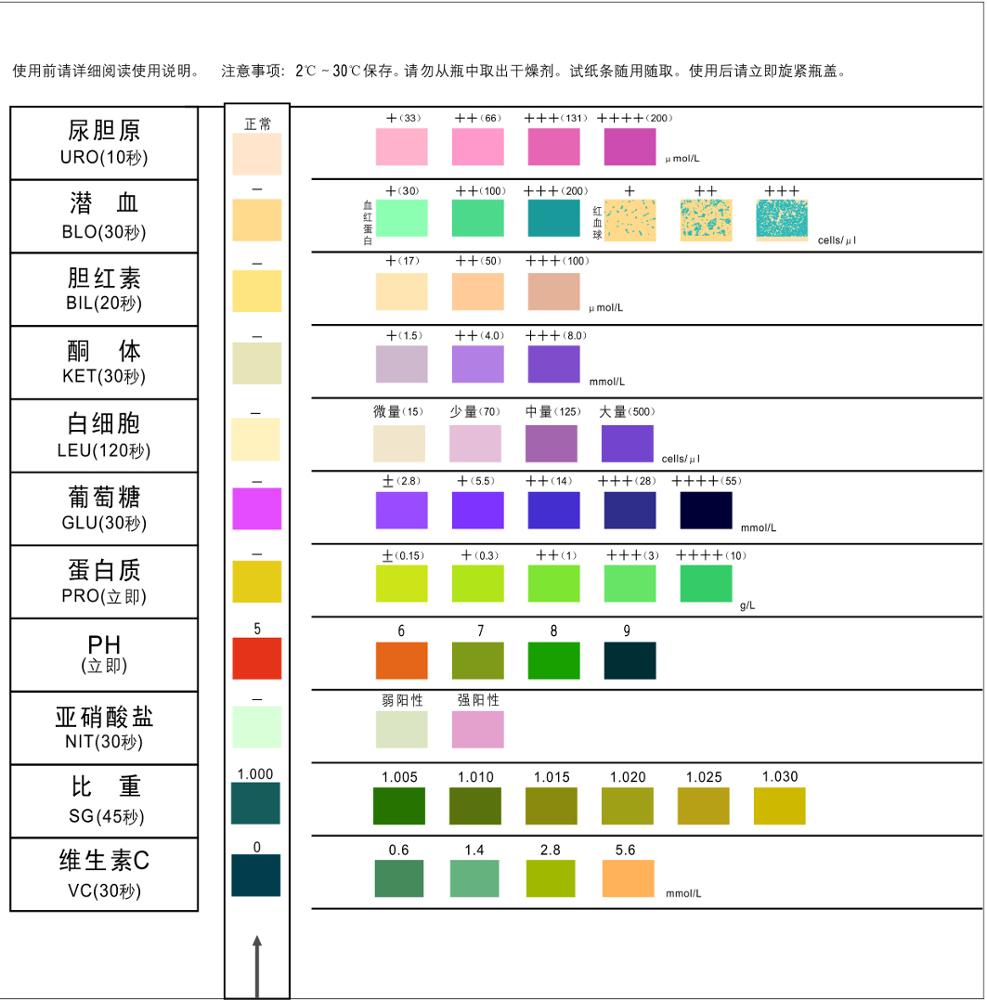 使用前请详细阅读使用说明。 注意事项: 2℃~30℃保存。请勿从瓶中取出干燥剂。试纸条随用随取。使用后请立即旋紧瓶盖。
尿胆原 正常 +(33) ++(66) +++(131) ++++(200)
URO(10秒) μmol/L
潜 血 — +(30) ++(100) +++(200) + ++ +++
血红蛋白 红血球
BLO(30秒) cells/μl
胆红素 — +(17) ++(50) +++(100)
BIL(20秒) μmol/L
酮 体 — +(1.5) ++(4.0) +++(8.0)
KET(30秒) mmol/L
白细胞 — 微量(15) 少量(70) 中量(125) 大量(500)
LEU(120秒) cells/μl
葡萄糖 — ±(2.8) +(5.5) ++(14) +++(28) ++++(55)
GLU(30秒) mmol/L
蛋白质 — ±(0.15) +(0.3) ++(1) +++(3) ++++(10)
PRO(立即) g/L
PH 5 6 7 8 9
(立即)
亚硝酸盐 — 弱阳性 强阳性
NIT(30秒)
比 重 1.000 1.005 1.010 1.015 1.020 1.025 1.030
SG(45秒)
维生素C 0 0.6 1.4 2.8 5.6
VC(30秒) mmol/L